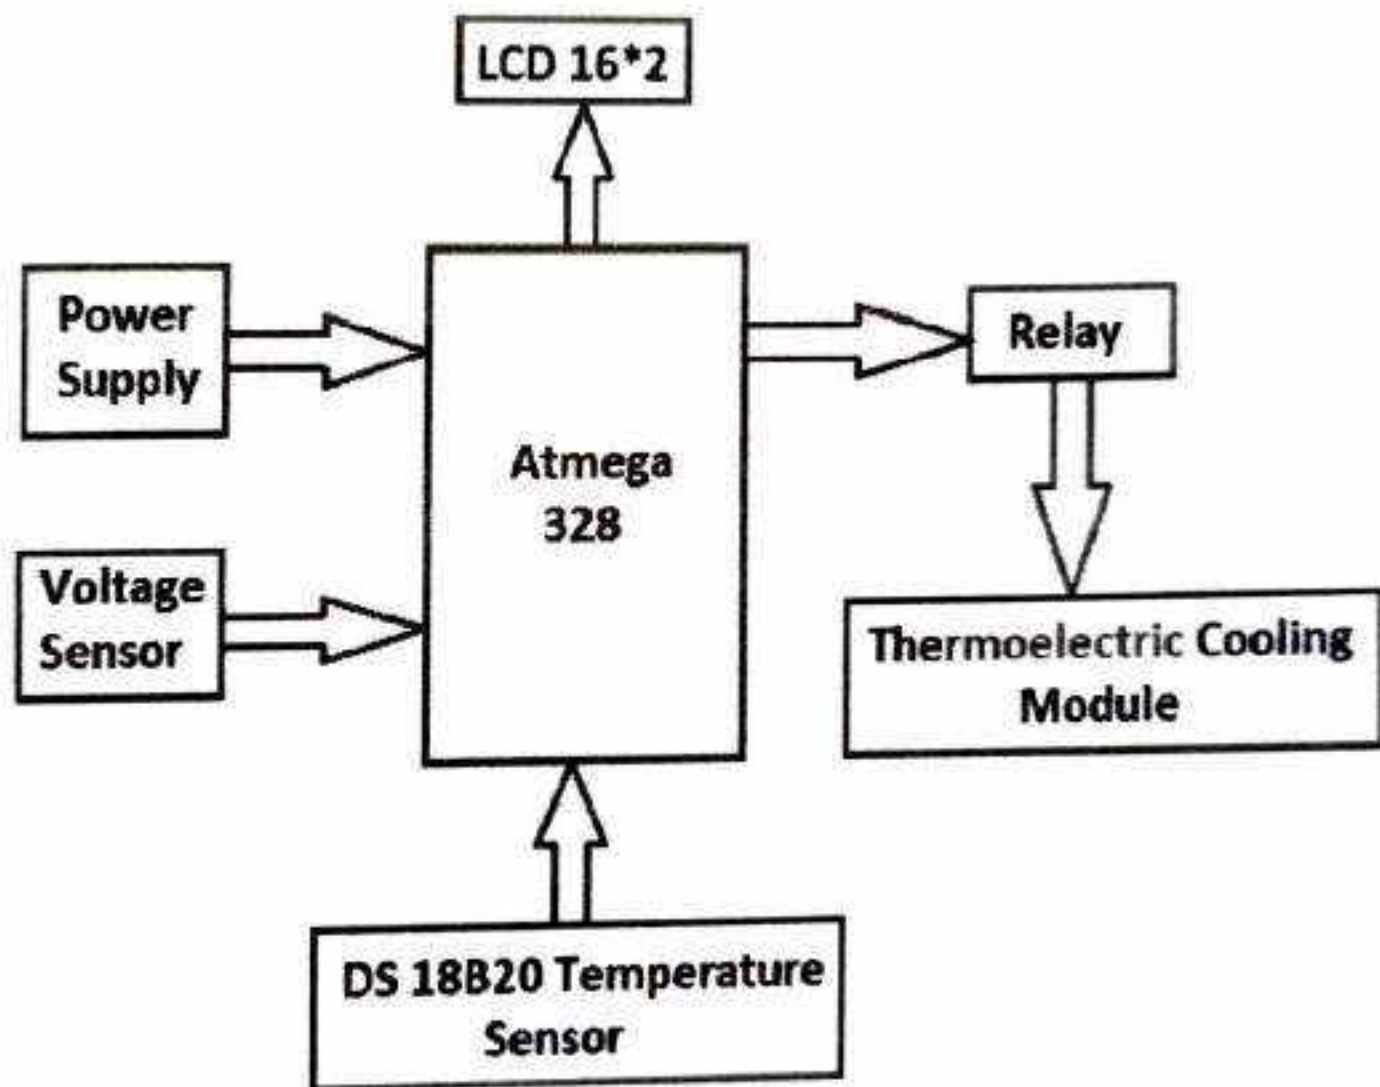 LCD 16*2
Power
Supply
Relay
Atmega
328
Voltage
Sensor
Thermoelectric Cooling
Module
DS 18B20 Temperature
Sensor